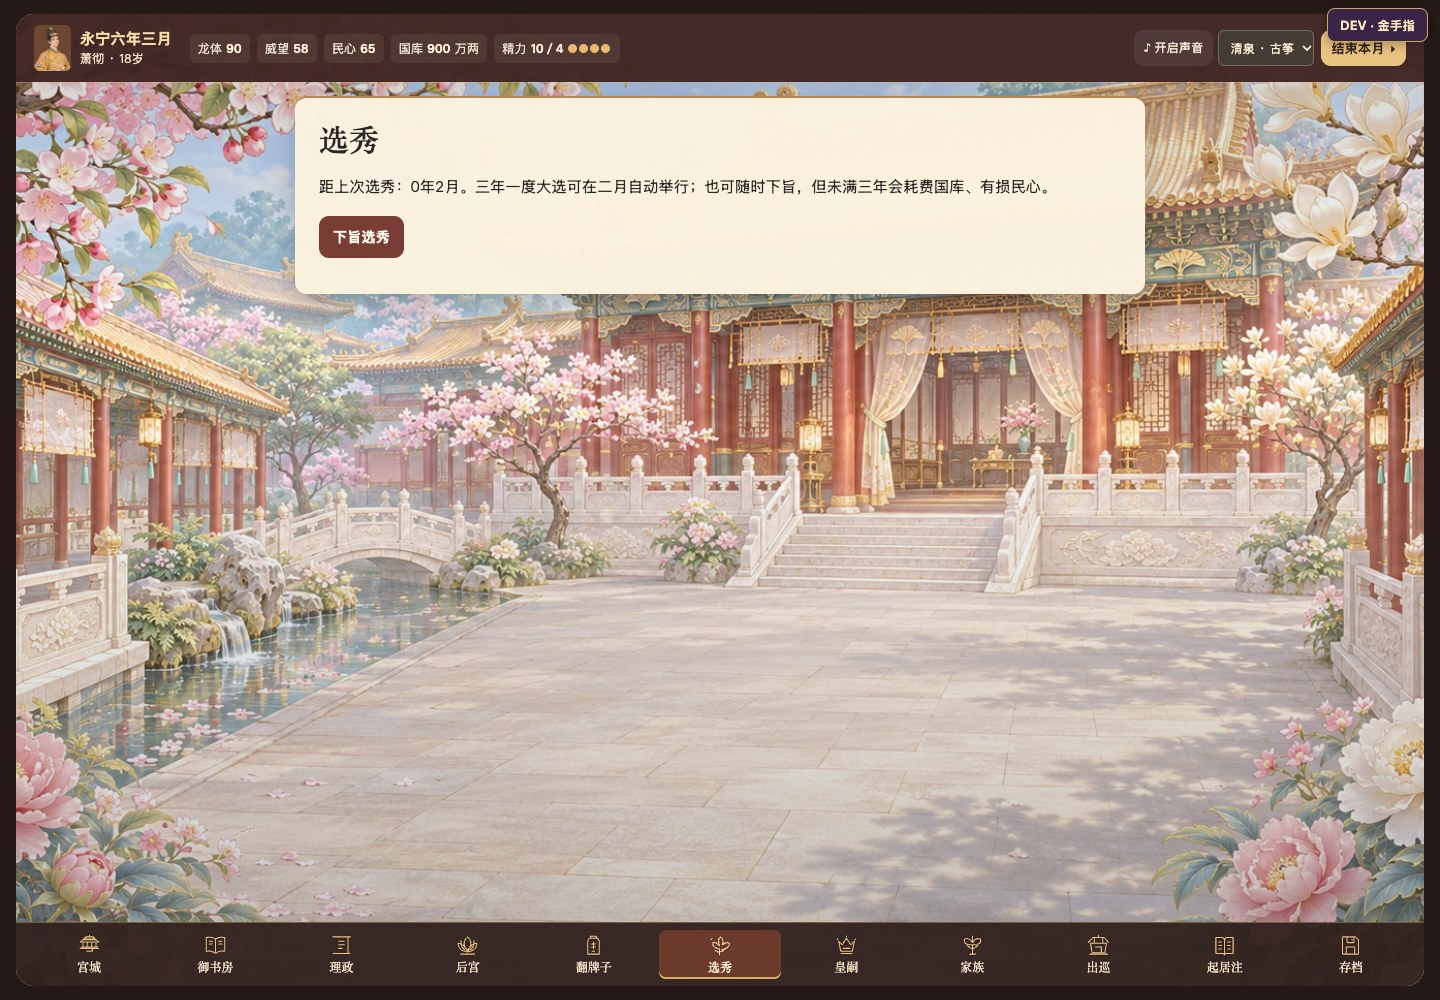 永宁六年三月
萧彻 · 18岁
龙体 90
威望 58
民心 65
国库 900 万两
精力 10 / 4
♪ 开启声音
清泉 · 古筝
DEV · 金手指
结束本月
选秀
距上次选秀：0年2月。三年一度大选可在二月自动举行；也可随时下旨，但未满三年会耗费国库、有损民心。
下旨选秀
宫城
御书房
理政
后宫
翻牌子
选秀
皇嗣
家族
出巡
起居注
存档